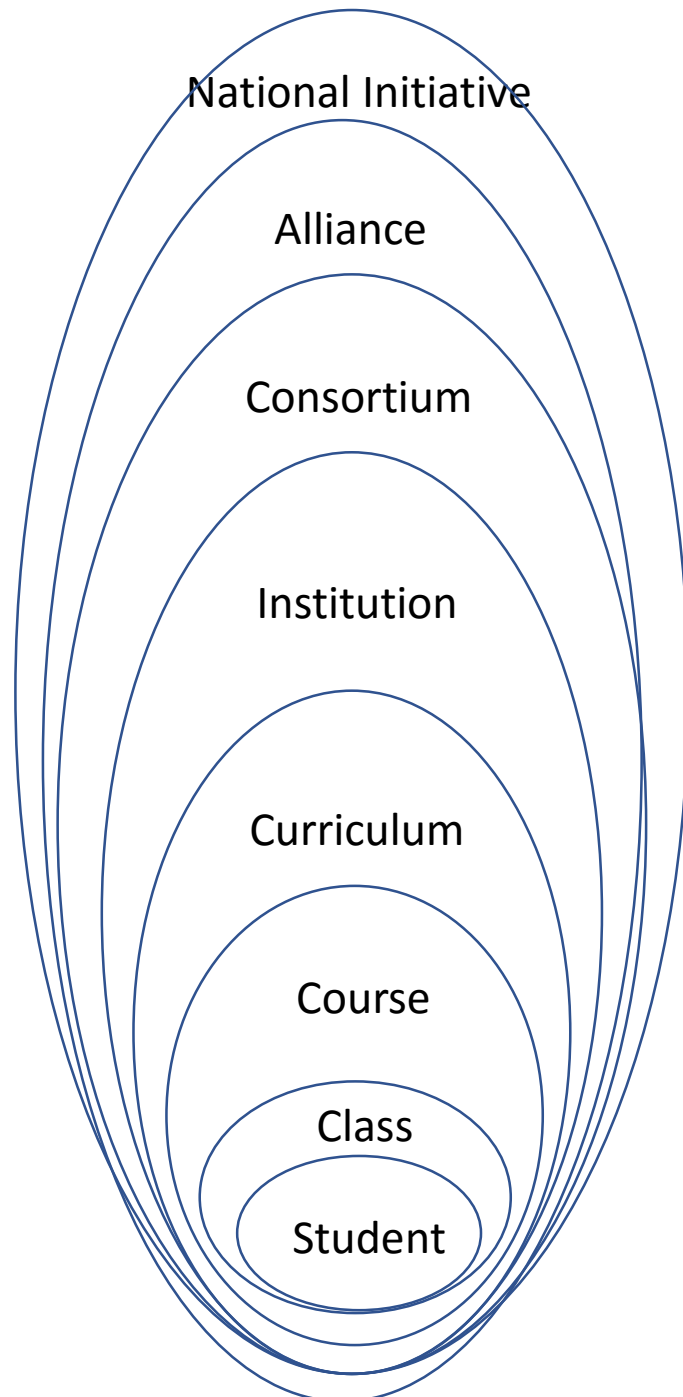 National Initiative
Alliance
Consortium
Institution
Curriculum
Course
Class
Student